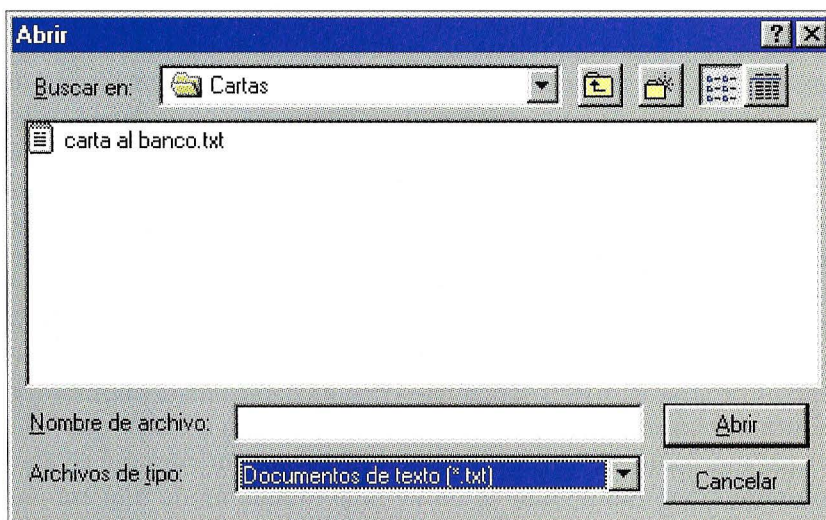 Abrir
Buscar en: Cartas
carta al banco.txt
Nombre de archivo: Abrir
Archivos de tipo: Documentos de texto (*.txt) Cancelar